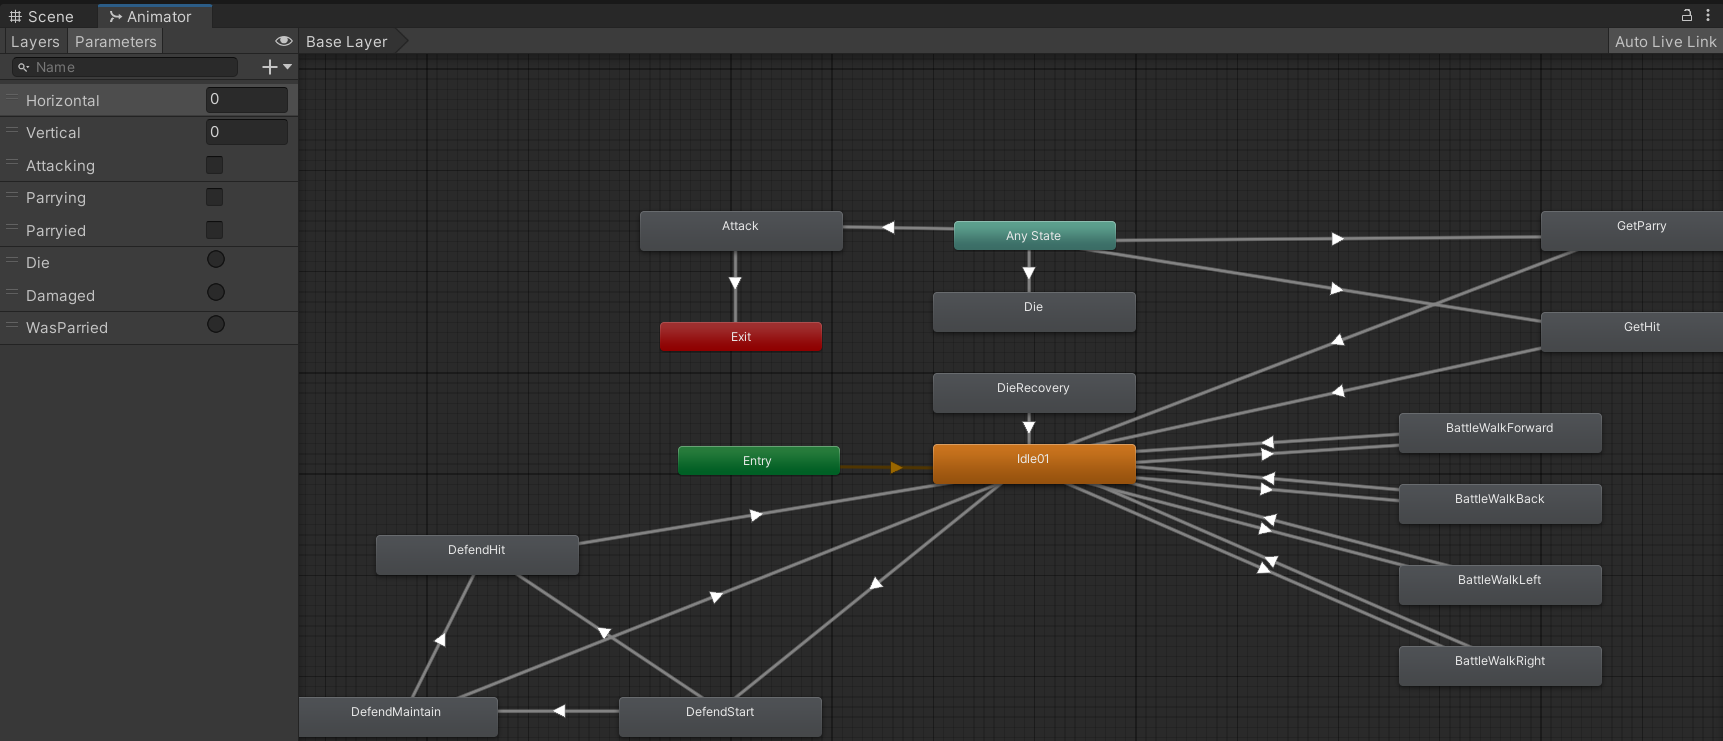 Scene
Animator
Layers
Parameters
Base Layer
Auto Live Link
Name
Horizontal
0
Vertical
0
Attacking
Parrying
Parryied
Die
Damaged
WasParried
Attack
Any State
GetParry
Die
GetHit
Exit
DieRecovery
BattleWalkForward
Entry
Idle01
BattleWalkBack
DefendHit
BattleWalkLeft
BattleWalkRight
DefendMaintain
DefendStart